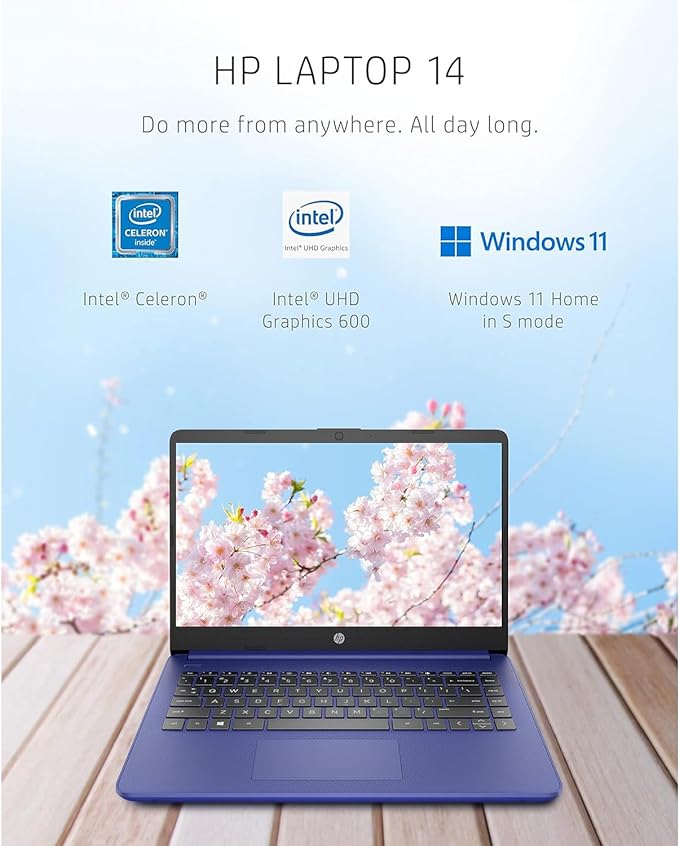 HP LAPTOP 14
Do more from anywhere. All day long.
intel
CELERON®
inside™
intel
Intel® UHD Graphics
Windows 11
Intel® Celeron®
Intel® UHD
Graphics 600
Windows 11 Home
in S mode
hp